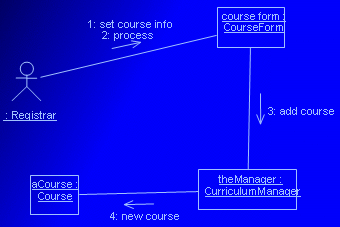 course form :
CourseForm
1: set course info
2: process
: Registrar
3: add course
theManager :
CurriculumManager
aCourse :
Course
4: new course